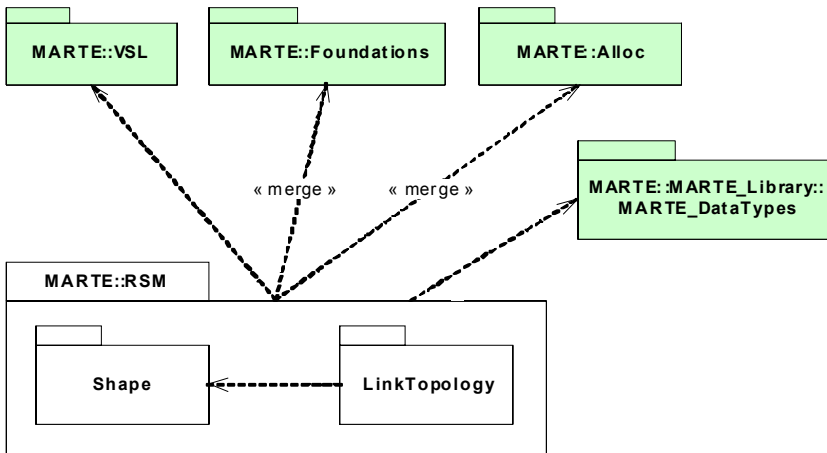 MARTE::VSL
MARTE::Foundations
MARTE::Alloc
« merge »
« merge »
MARTE::MARTE_Library::
MARTE_DataTypes
MARTE::RSM
Shape
LinkTopology